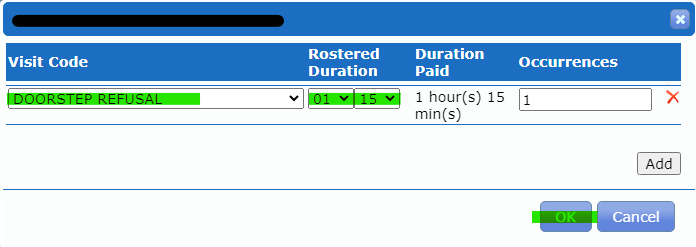 Visit Code Rostered Duration Duration Paid Occurrences
DOORSTEP REFUSAL 01 15 1 hour(s) 15 min(s) 1
Add
OK Cancel